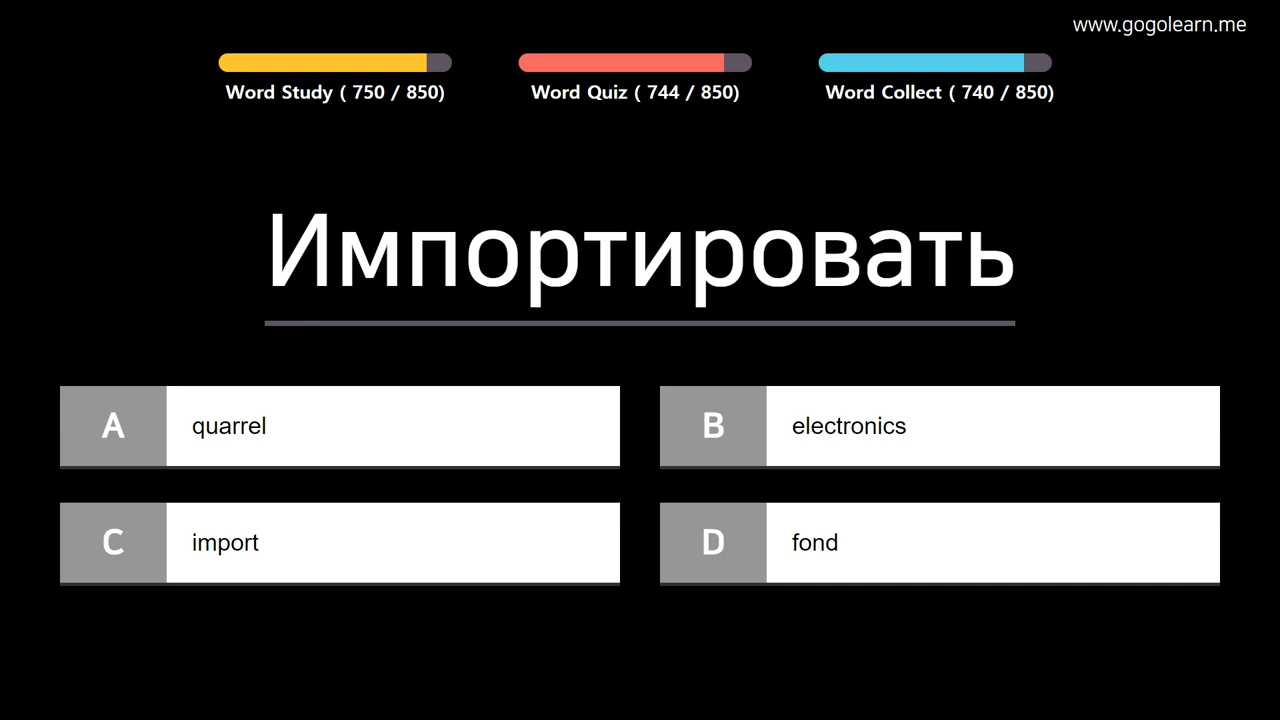 www.gogolearn.me
Word Study ( 750 / 850)
Word Quiz ( 744 / 850)
Word Collect ( 740 / 850)
Импортировать
A quarrel
B electronics
C import
D fond